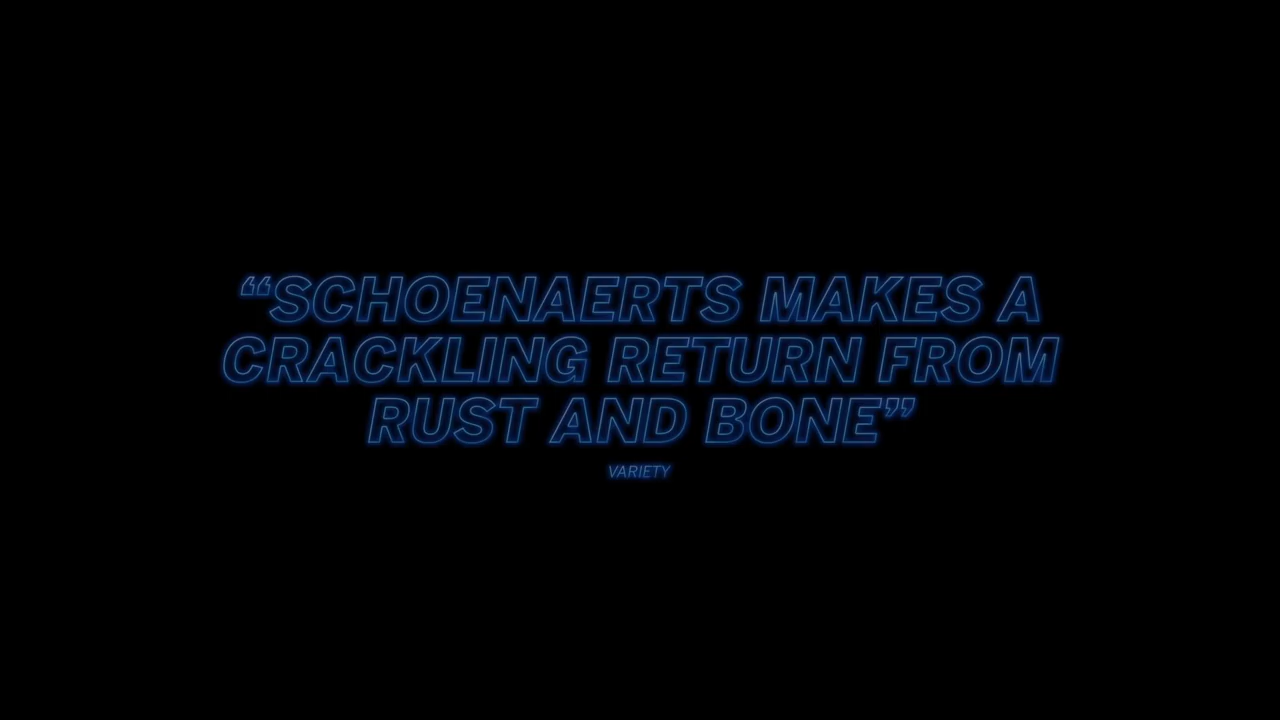 “SCHOENAERTS MAKES A
CRACKLING RETURN FROM
RUST AND BONE”
VARIETY